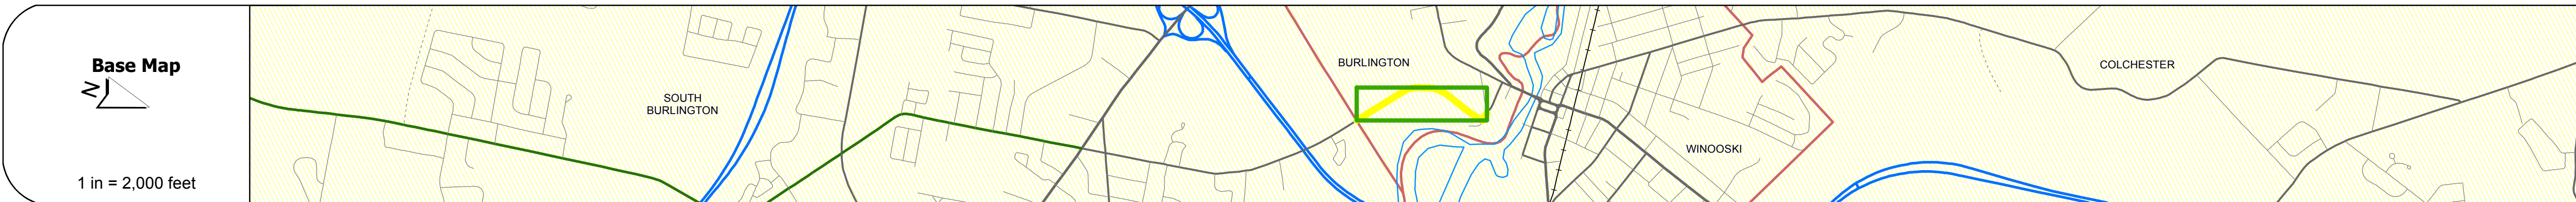 Base Map
N
1 in = 2,000 feet
SOUTH
BURLINGTON
BURLINGTON
WINOOSKI
COLCHESTER